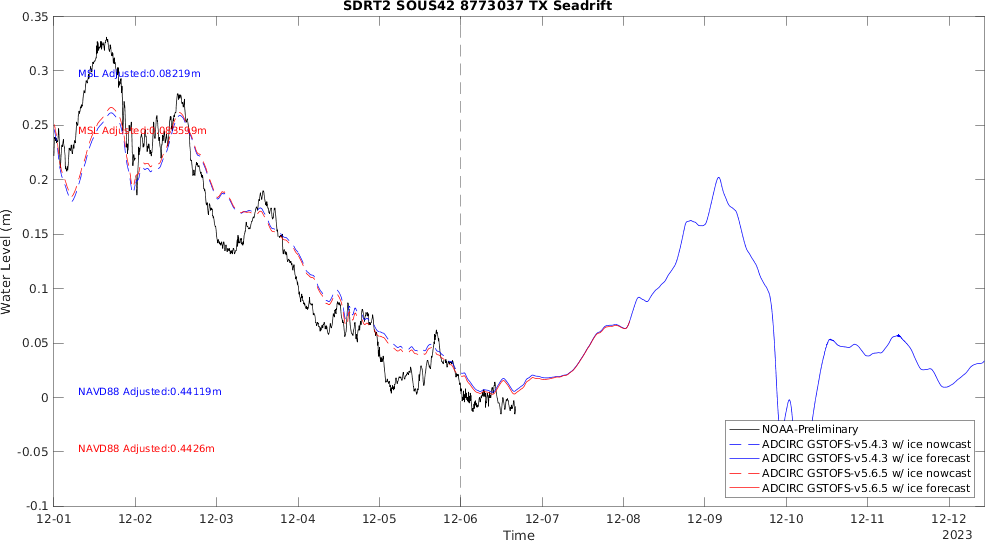 SDRT2 SOUS42 8773037 TX Seadrift
Water Level (m)
0.35
0.3
0.25
0.2
0.15
0.1
0.05
0
-0.05
-0.1
MSL Adjusted:0.08219m
MSL Adjusted:0.083599m
NAVD88 Adjusted:0.44119m
NAVD88 Adjusted:0.4426m
NOAA-Preliminary
ADCIRC GSTOFS-v5.4.3 w/ ice nowcast
ADCIRC GSTOFS-v5.4.3 w/ ice forecast
ADCIRC GSTOFS-v5.6.5 w/ ice nowcast
ADCIRC GSTOFS-v5.6.5 w/ ice forecast
12-01 12-02 12-03 12-04 12-05 12-06 12-07 12-08 12-09 12-10 12-11 12-12
Time
2023